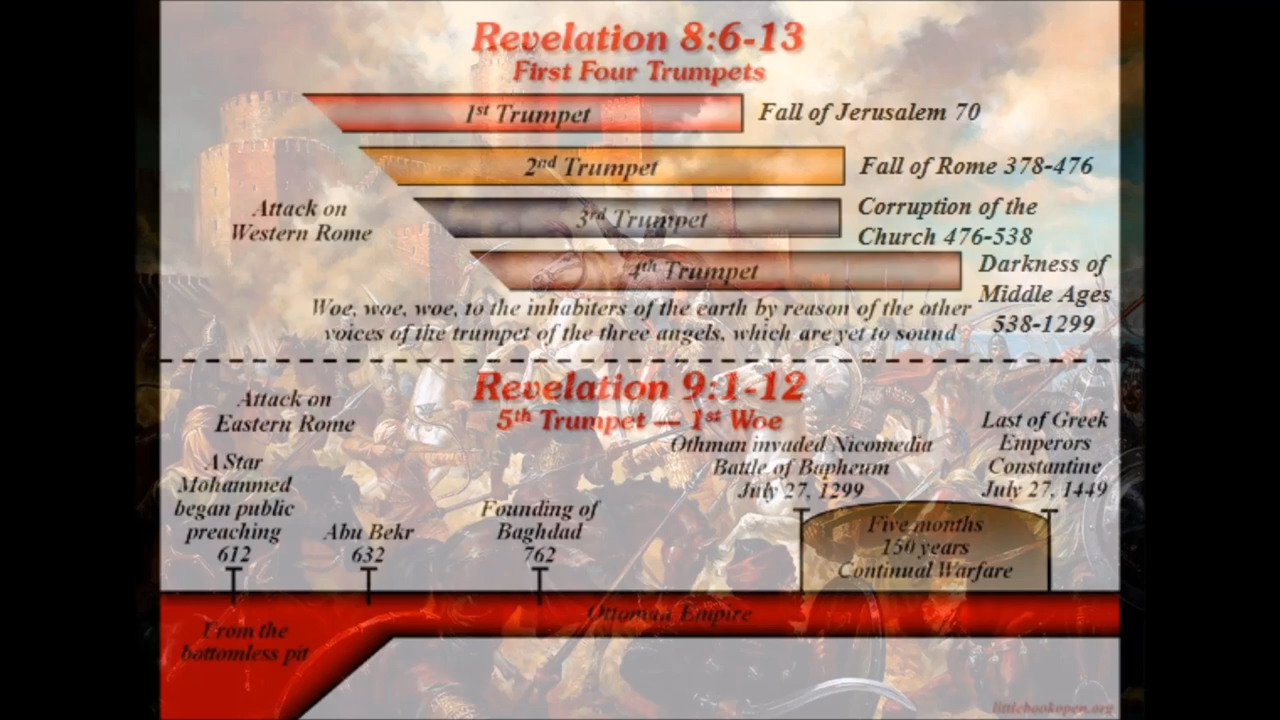 Revelation 8:6-13
First Four Trumpets
1st Trumpet
Fall of Jerusalem 70
2nd Trumpet
Fall of Rome 378-476
Attack on
Western Rome
3rd Trumpet
Corruption of the
Church 476-538
4th Trumpet
Darkness of
Middle Ages
538-1299
Woe, woe, woe, to the inhabiters of the earth by reason of the other
voices of the trumpet of the three angels, which are yet to sound
Revelation 9:1-12
5th Trumpet — 1st Woe
Attack on
Eastern Rome
A Star
Mohammed
began public
preaching
612
Abu Bekr
632
Founding of
Baghdad
762
Othman invaded Nicomedia
Battle of Bapheum
July 27, 1299
Last of Greek
Emperors
Constantine
July 27, 1449
Five months
150 years
Continual Warfare
Ottoman Empire
From the
bottomless pit
littlebookopen.org